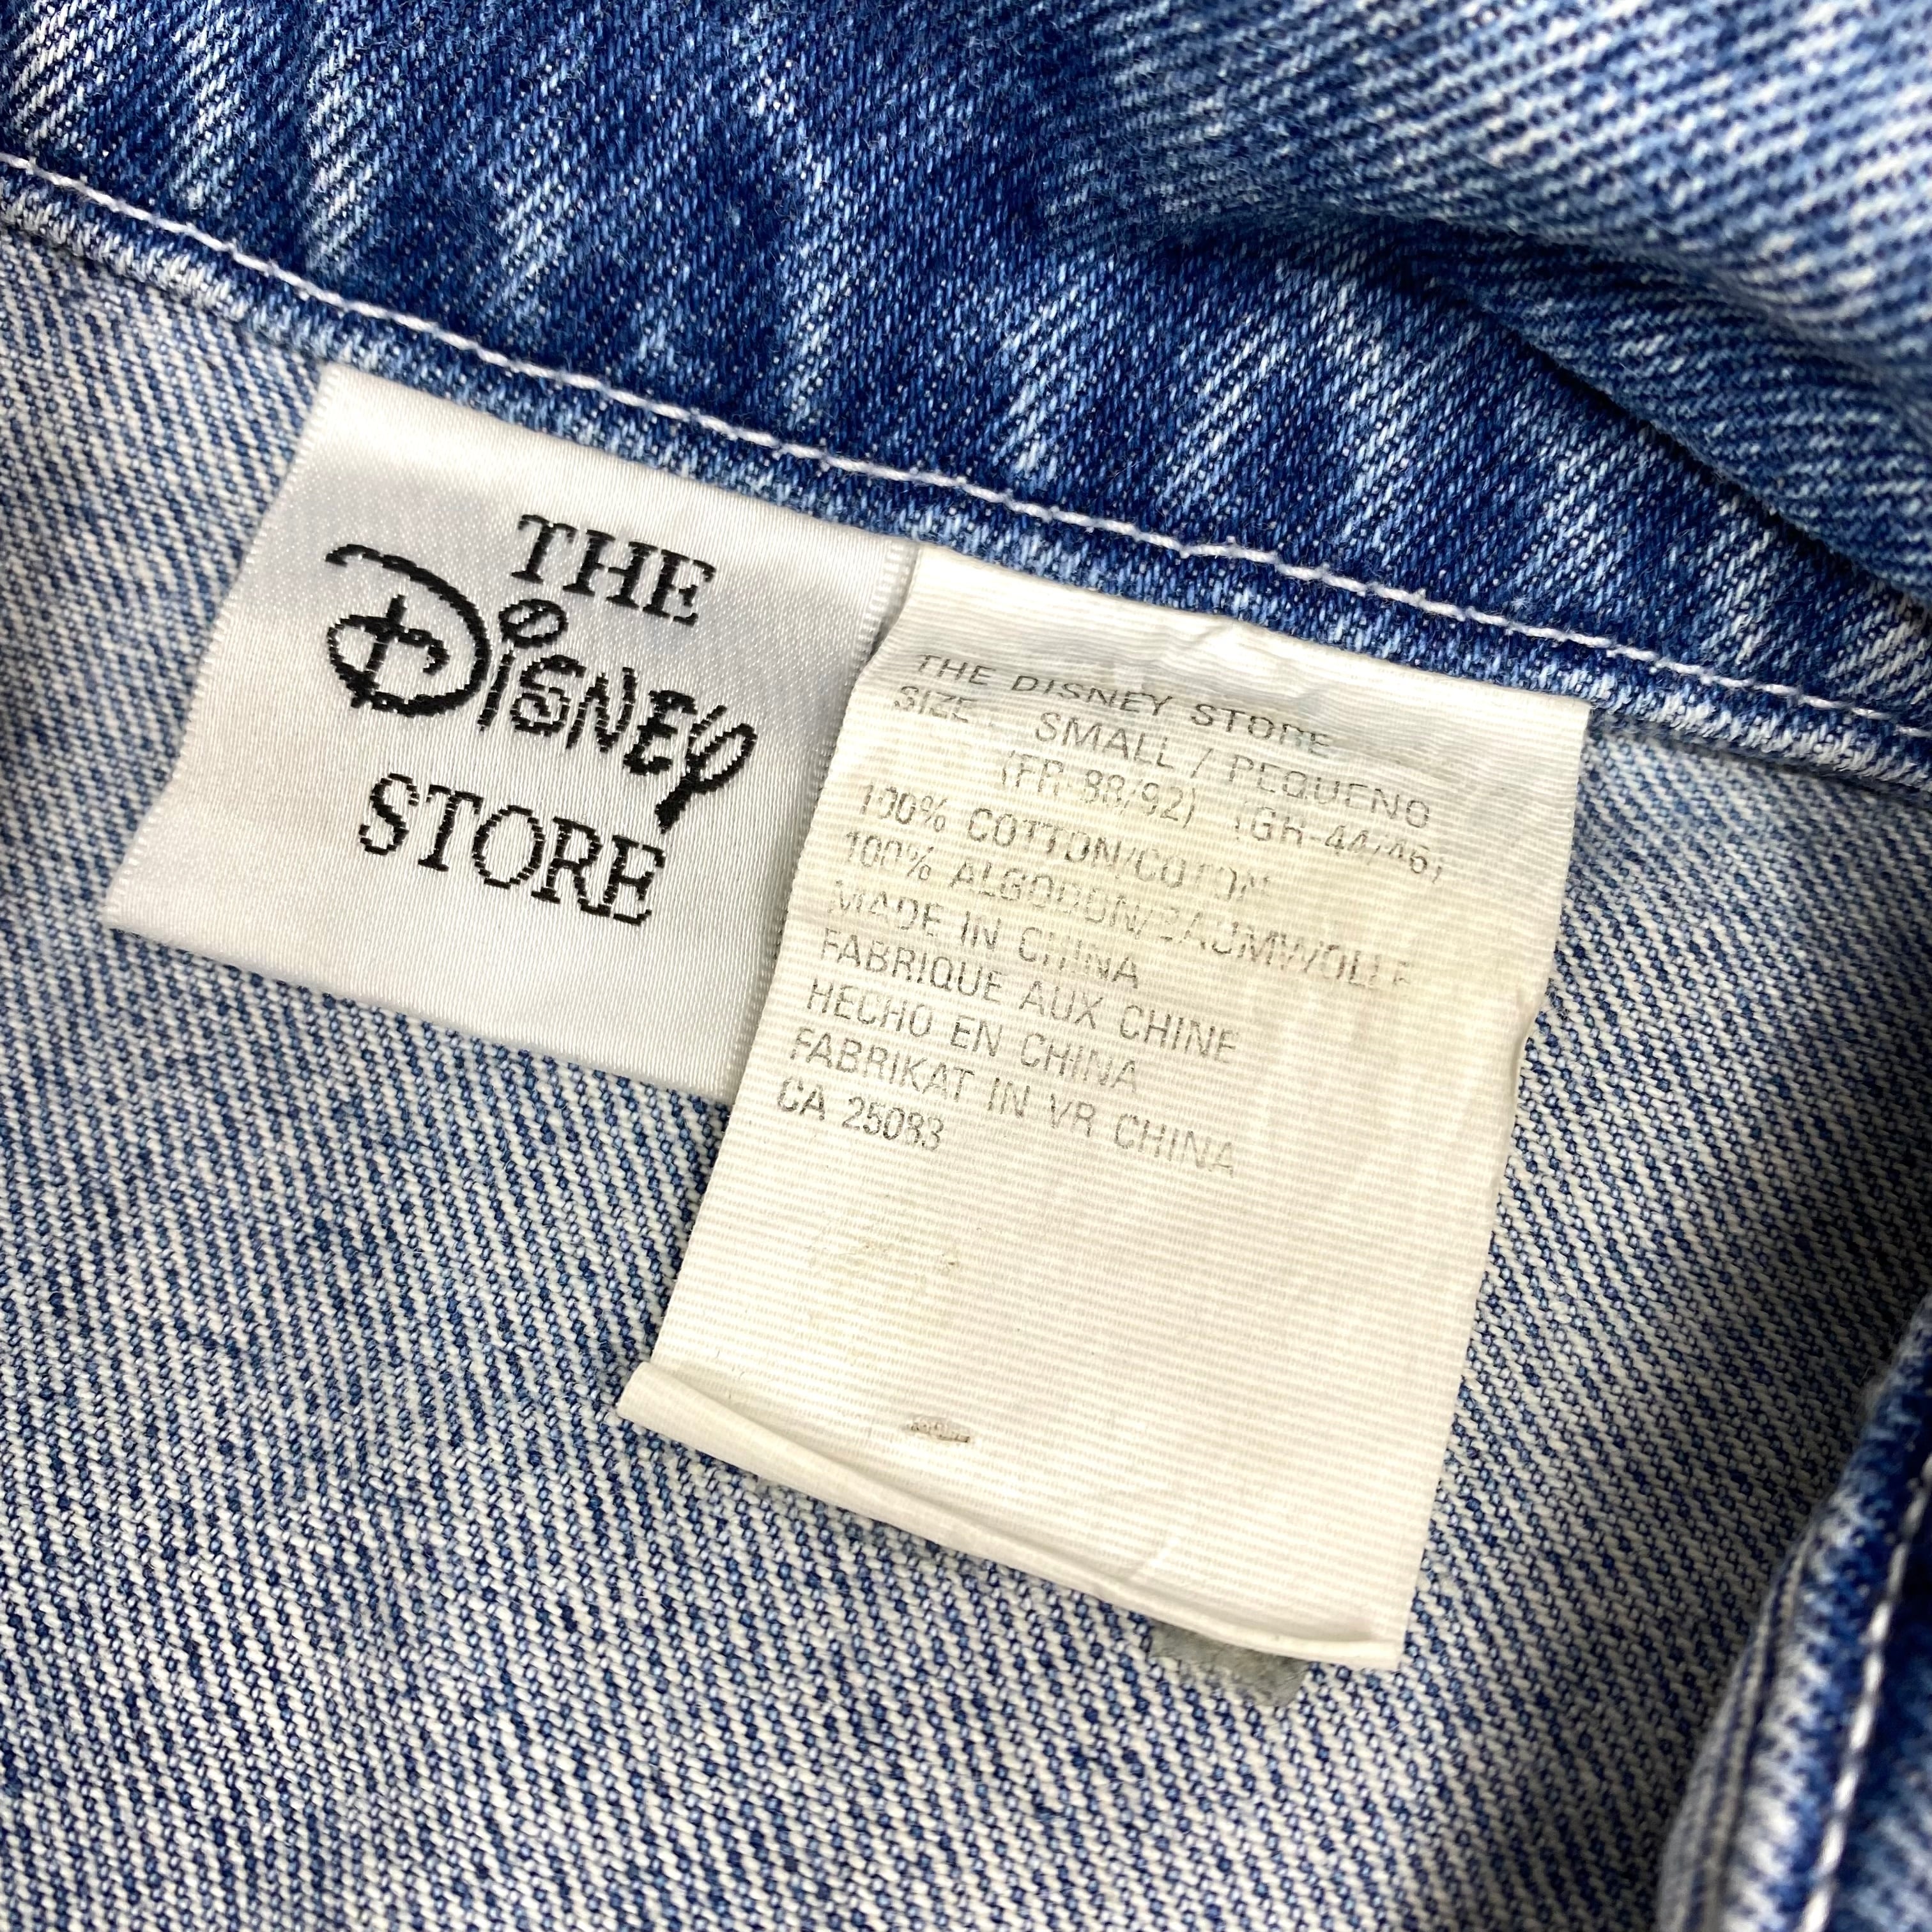 THE
Disney
STORE
THE DISNEY STORE
SIZE: SMALL / PEQUENO
(FR-88/92) (GR-44/46)
100% COTTON/COTON
100% ALGODON/BAUMWOLLE
MADE IN CHINA
FABRIQUE AUX CHINE
HECHO EN CHINA
FABRIKAT IN VR CHINA
CA 25083